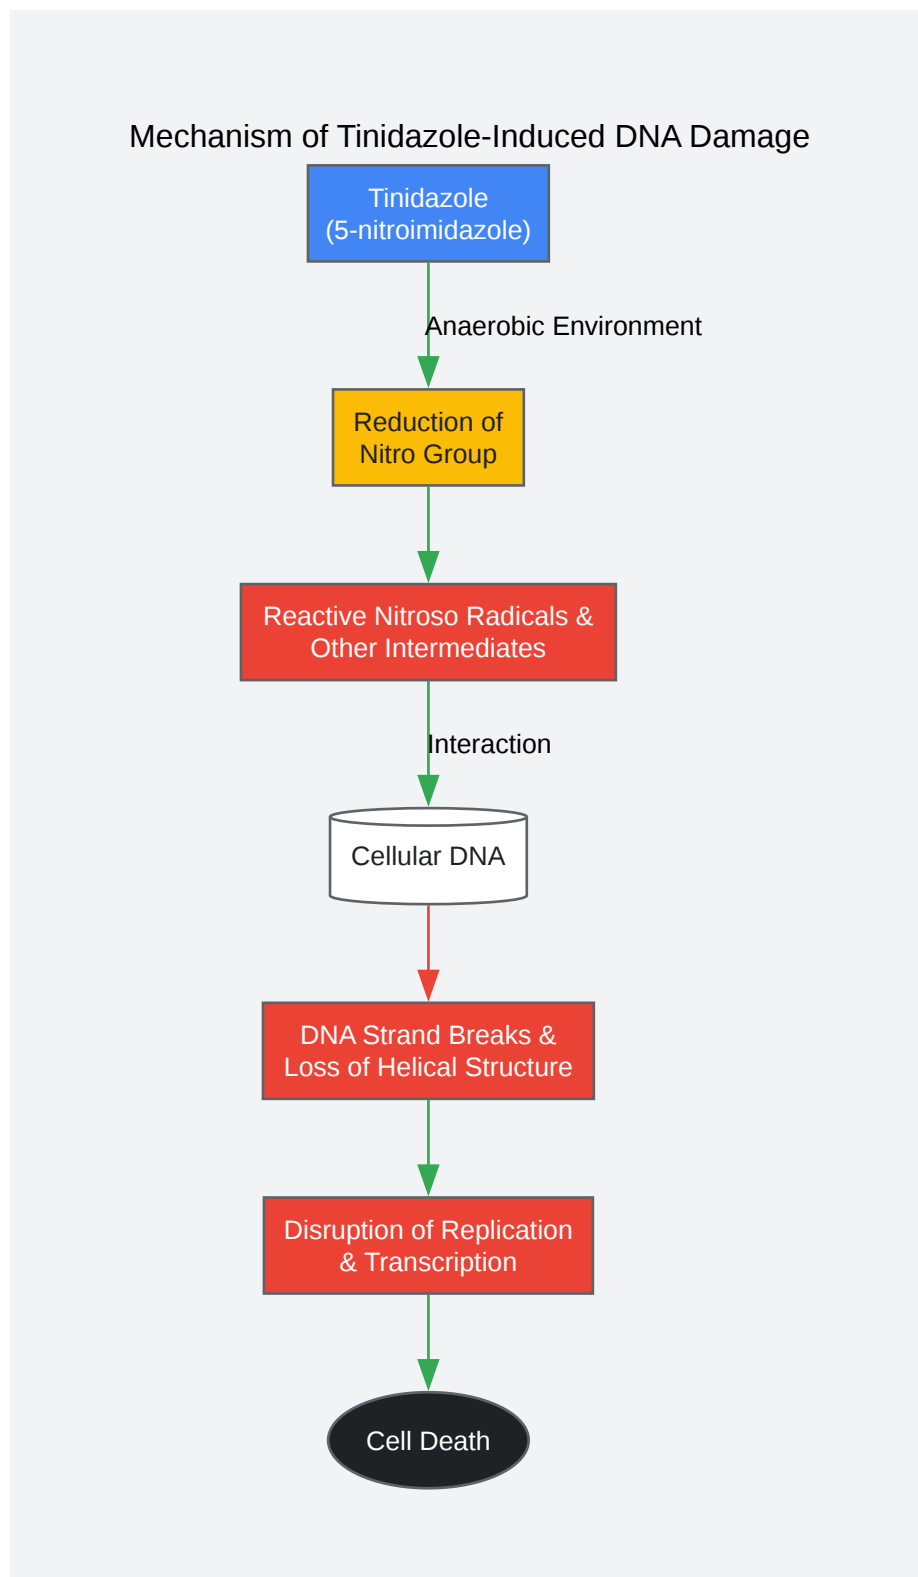 Mechanism of Tinidazole-Induced DNA Damage
Tinidazole
(5-nitroimidazole)
Anaerobic Environment
Reduction of
Nitro Group
Reactive Nitroso Radicals &
Other Intermediates
Interaction
Cellular DNA
DNA Strand Breaks &
Loss of Helical Structure
Disruption of Replication
& Transcription
Cell Death